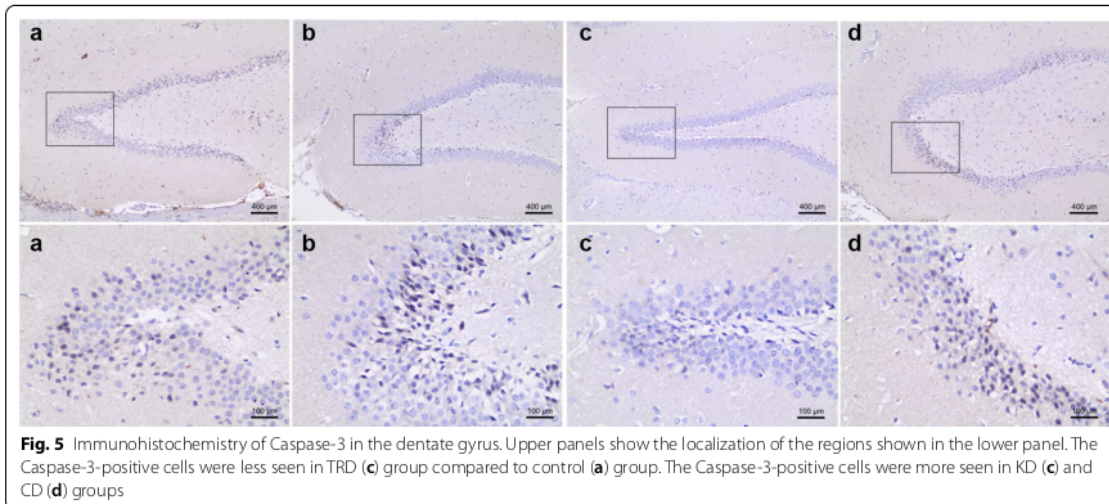 a b c d
400 µm 400 µm 400 µm 400 µm
a b c d
100 µm 100 µm 100 µm 100 µm
Fig. 5 Immunohistochemistry of Caspase-3 in the dentate gyrus. Upper panels show the localization of the regions shown in the lower panel. The
Caspase-3-positive cells were less seen in TRD (c) group compared to control (a) group. The Caspase-3-positive cells were more seen in KD (c) and
CD (d) groups